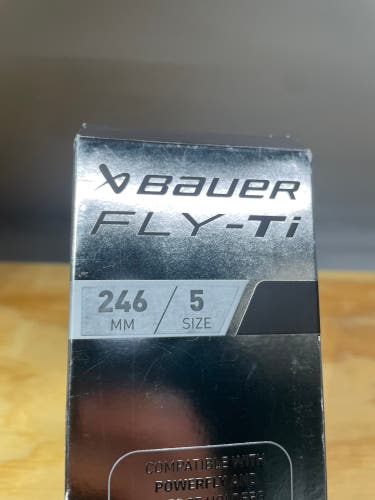 BAUER
FLY-Ti
246 / 5
MM SIZE
COMPATIBLE WITH
POWERFLY AND